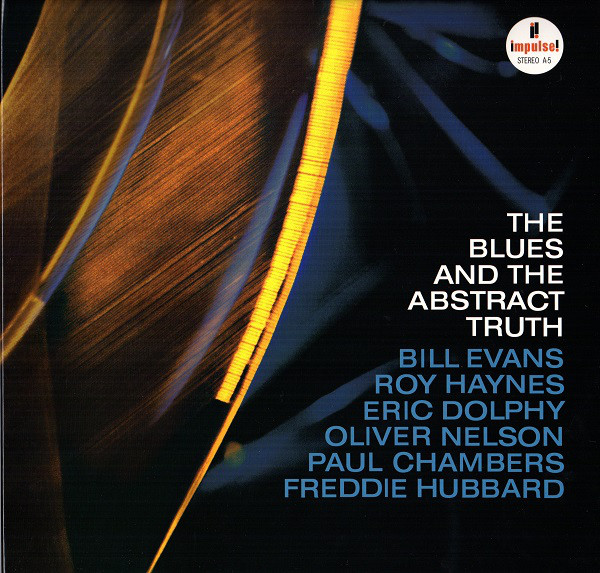 i!
impulse!
STEREO A-5
THE
BLUES
AND THE
ABSTRACT
TRUTH
BILL EVANS
ROY HAYNES
ERIC DOLPHY
OLIVER NELSON
PAUL CHAMBERS
FREDDIE HUBBARD